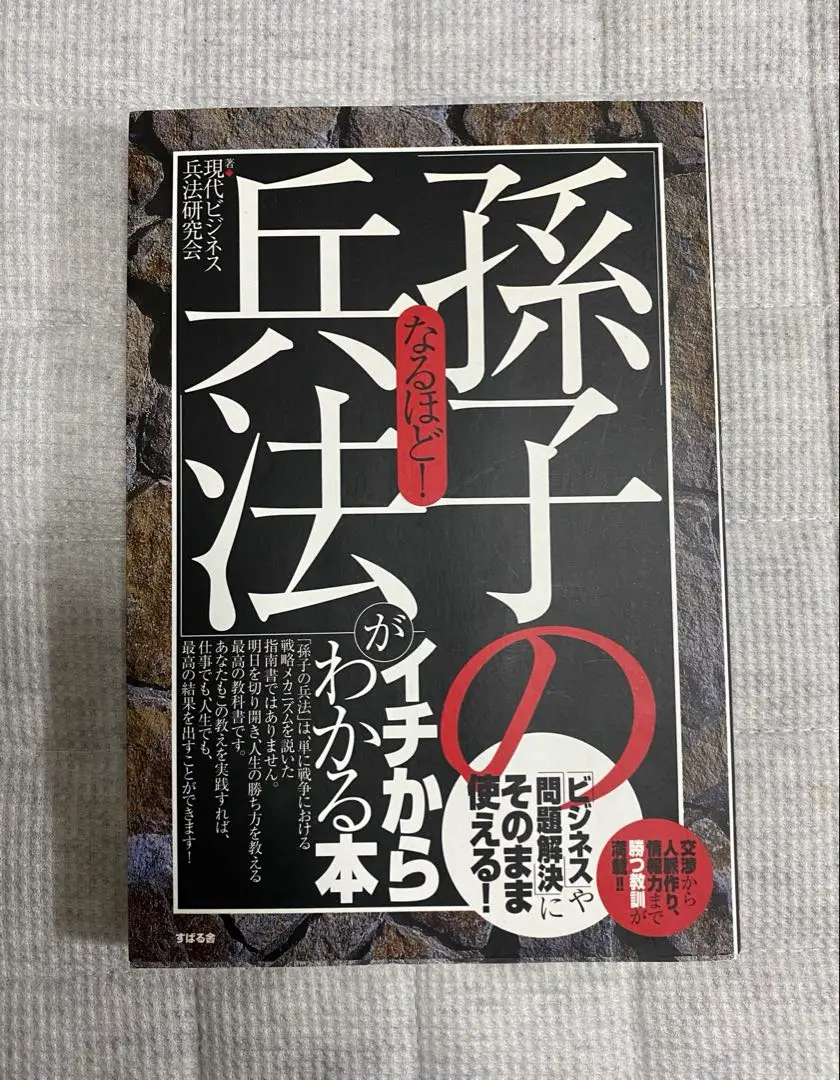 「孫子の
兵法」
なるほど!
が
イチから
わかる本
著◆
現代ビジネス
兵法研究会
「孫子の兵法」は、単に戦争における
戦略メカニズムを説いた
指南書ではありません。
明日を切り開き、人生の勝ち方を教える
最高の教科書です。
あなたもこの教えを実践すれば、
仕事でも、人生でも、
最高の結果を出すことができます!
「ビジネス」や
「問題解決」に
そのまま
使える!
交渉から
人脈作り、
情報力まで
勝つ教訓が
満載!!
すばる舎